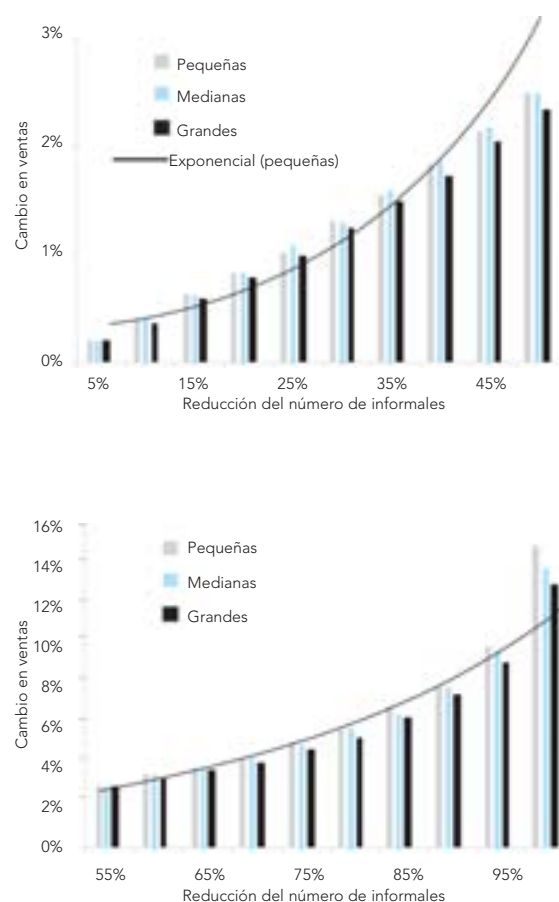 3%
Pequeñas
Medianas
2%
Grandes
Exponencial (pequeñas)
Cambio en ventas
1%
0%
5% 15% 25% 35% 45%
Reducción del número de informales
16%
Pequeñas
14%
Medianas
12%
Grandes
10%
Cambio en ventas
8%
6%
4%
2%
0%
55% 65% 75% 85% 95%
Reducción del número de informales